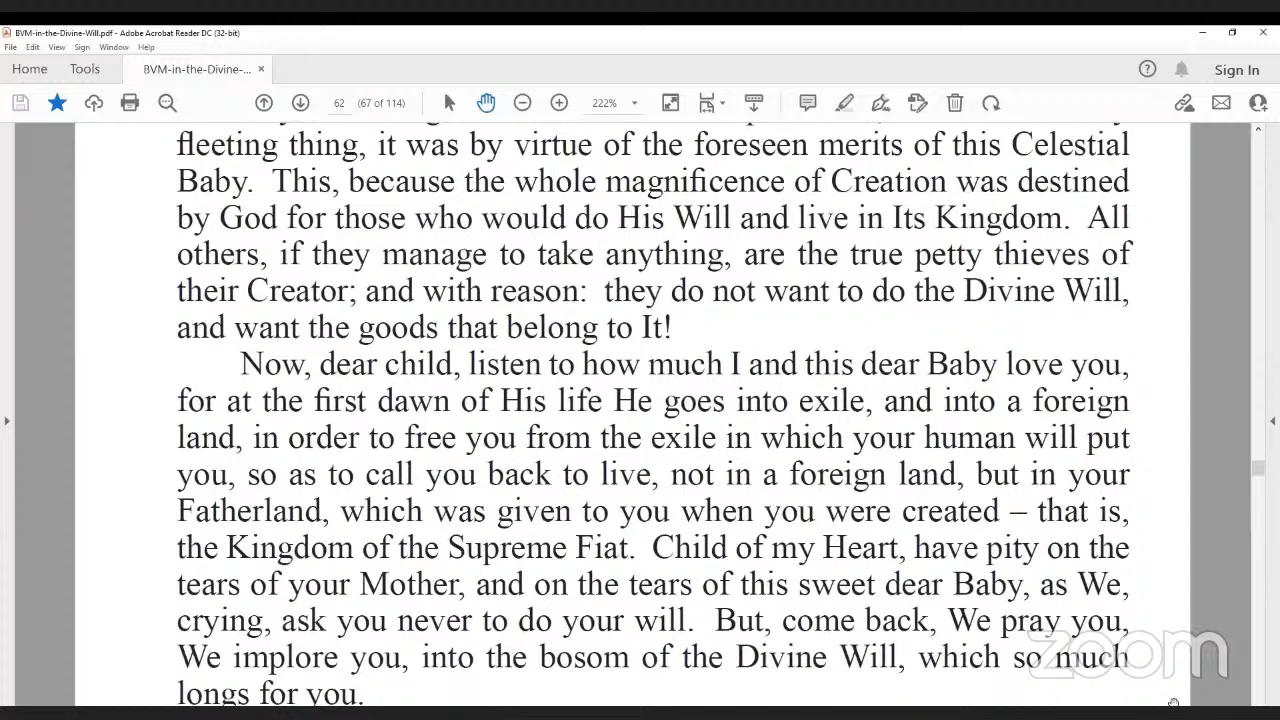 BVM-in-the-Divine-Will.pdf - Adobe Acrobat Reader DC (32-bit)
File Edit View Sign Window Help
Home Tools BVM-in-the-Divine-... × Sign In
62 (67 of 114) 222%
fleeting thing, it was by virtue of the foreseen merits of this Celestial
Baby. This, because the whole magnificence of Creation was destined
by God for those who would do His Will and live in Its Kingdom. All
others, if they manage to take anything, are the true petty thieves of
their Creator; and with reason: they do not want to do the Divine Will,
and want the goods that belong to It!
Now, dear child, listen to how much I and this dear Baby love you,
for at the first dawn of His life He goes into exile, and into a foreign
land, in order to free you from the exile in which your human will put
you, so as to call you back to live, not in a foreign land, but in your
Fatherland, which was given to you when you were created – that is,
the Kingdom of the Supreme Fiat. Child of my Heart, have pity on the
tears of your Mother, and on the tears of this sweet dear Baby, as We,
crying, ask you never to do your will. But, come back, We pray you,
We implore you, into the bosom of the Divine Will, which so much
longs for you.
zoom